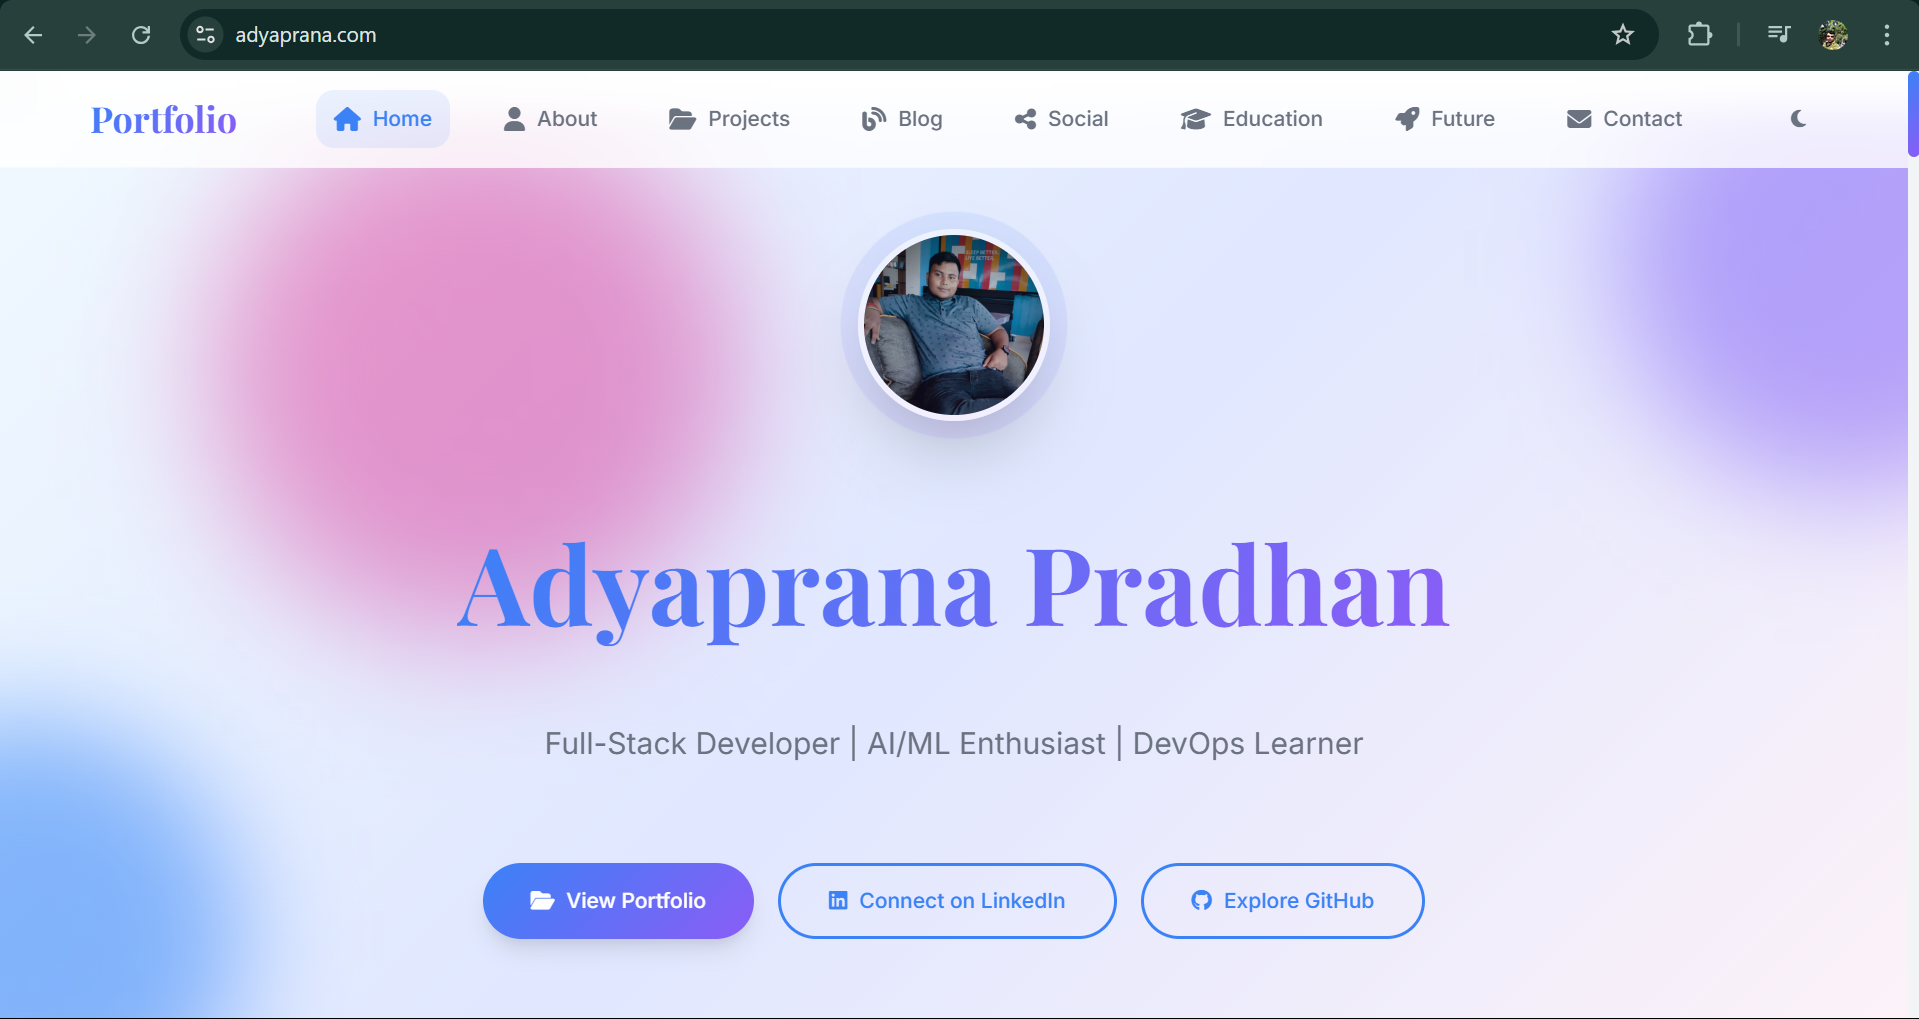 adyaprana.com
Portfolio
Home
About
Projects
Blog
Social
Education
Future
Contact
Adyaprana Pradhan
Full-Stack Developer | AI/ML Enthusiast | DevOps Learner
View Portfolio
Connect on LinkedIn
Explore GitHub